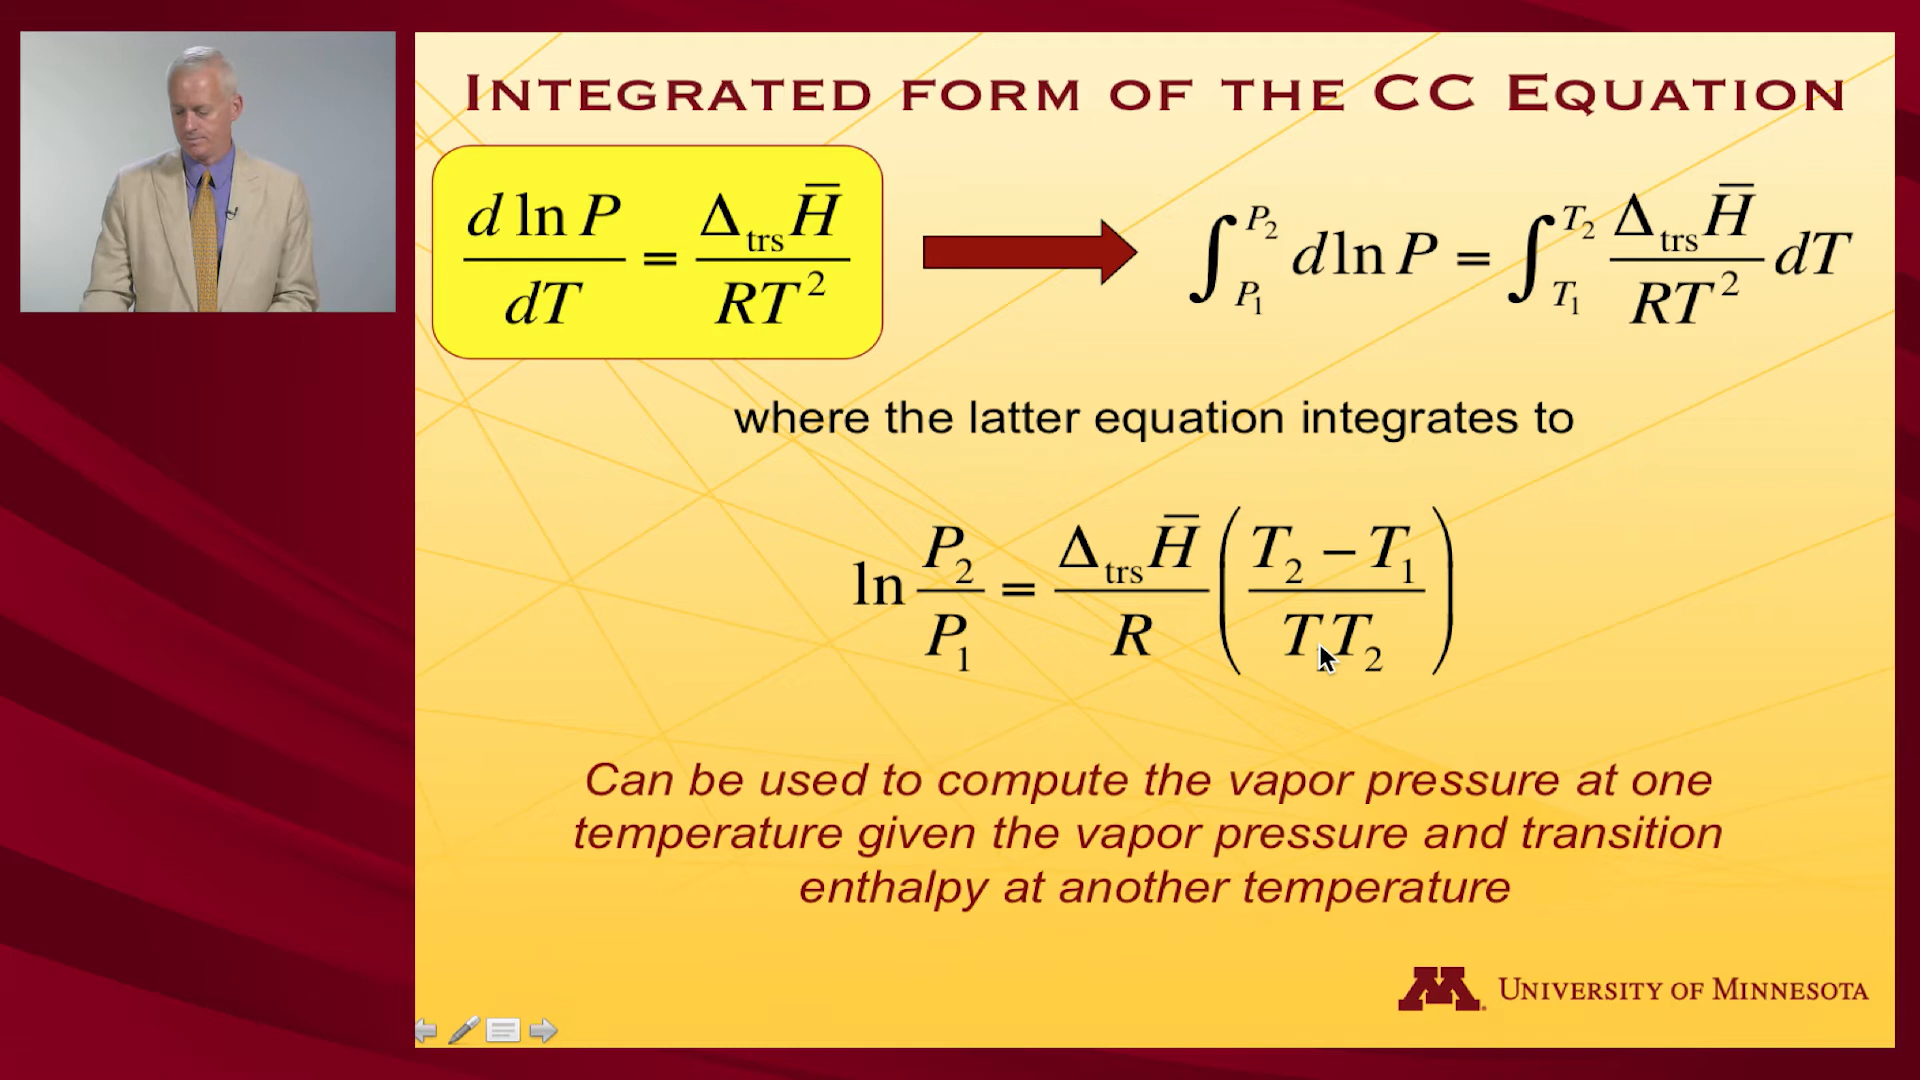 INTEGRATED FORM OF THE CC EQUATION
d ln P / dT = Δ_trs H̅ / RT²
∫_{P₁}^{P₂} d ln P = ∫_{T₁}^{T₂} Δ_trs H̅ / RT² dT
where the latter equation integrates to
ln P₂ / P₁ = Δ_trs H̅ / R ( T₂ − T₁ / T₁T₂ )
Can be used to compute the vapor pressure at one
temperature given the vapor pressure and transition
enthalpy at another temperature
M UNIVERSITY OF MINNESOTA